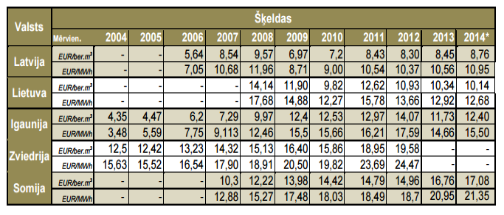 Valsts Šķeldas
Mērvien. 2004 2005 2006 2007 2008 2009 2010 2011 2012 2013 2014*
Latvija EUR/ber.m³ - - 5,64 8,54 9,57 6,97 7,2 8,43 8,30 8,45 8,76
EUR/MWh - - 7,05 10,68 11,96 8,71 9,00 10,54 10,37 10,56 10,95
Lietuva EUR/ber.m³ - - - - 14,14 11,90 9,82 12,62 10,93 10,34 10,14
EUR/MWh - - - - 17,68 14,88 12,27 15,78 13,66 12,92 12,68
Igaunija EUR/ber.m³ 4,35 4,47 6,2 7,29 9,97 12,4 12,53 12,97 14,07 11,73 12,40
EUR/MWh 3,48 5,59 7,75 9,113 12,46 15,5 15,66 16,21 17,59 14,66 15,50
Zviedrija EUR/ber.m³ 12,5 12,42 13,23 14,32 15,13 16,40 15,86 18,95 19,58 - -
EUR/MWh 15,63 15,52 16,54 17,90 18,91 20,50 19,82 23,69 24,47 - -
Somija EUR/ber.m³ - - - 10,3 12,22 13,98 14,42 14,79 14,96 16,76 17,08
EUR/MWh - - - 12,88 15,27 17,48 18,03 18,49 18,7 20,95 21,35